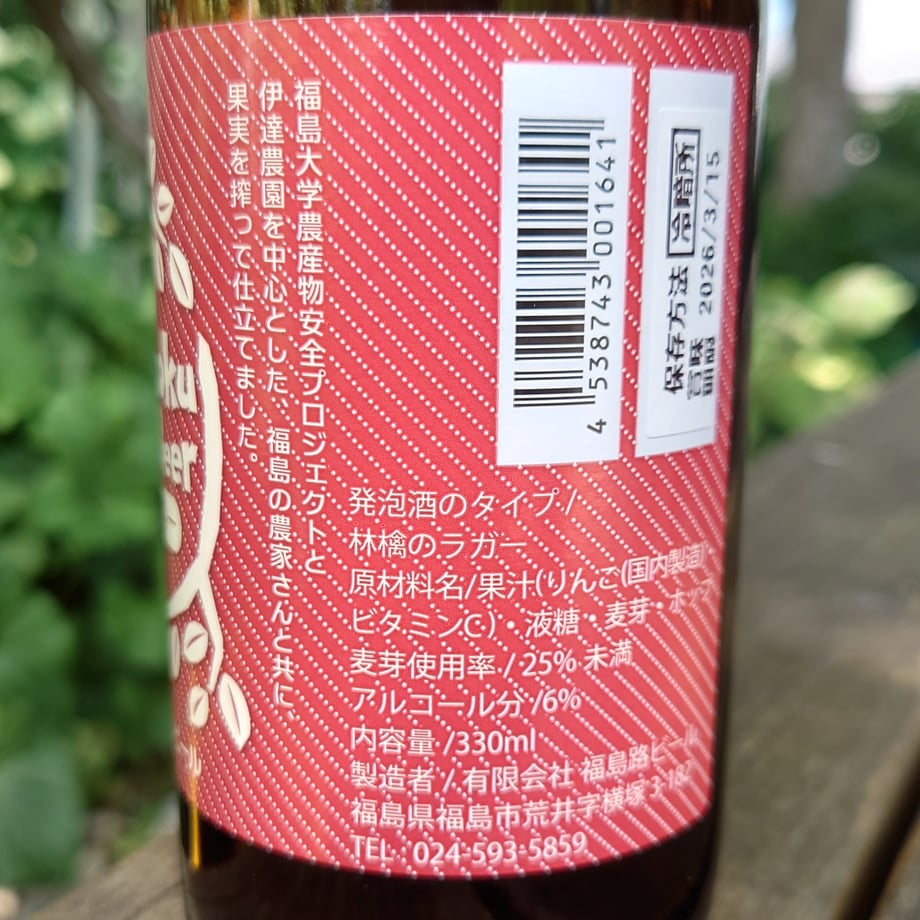 福島大学農産物安全プロジェクトと
伊達農園を中心とした、福島の農家さんと共に、
果実を搾って仕立てました。
4 538743 001641
保存方法 冷暗所
賞味期限 2026/3/15
発泡酒のタイプ/
林檎のラガー
原材料名/果汁(りんご(国内製造)
ビタミンC)・液糖・麦芽・ホップ
麦芽使用率/25% 未満
アルコール分/6%
内容量/330ml
製造者/有限会社 福島路ビール
福島県福島市荒井字横塚3-182
TEL:024-593-5859
ku
eer
ル